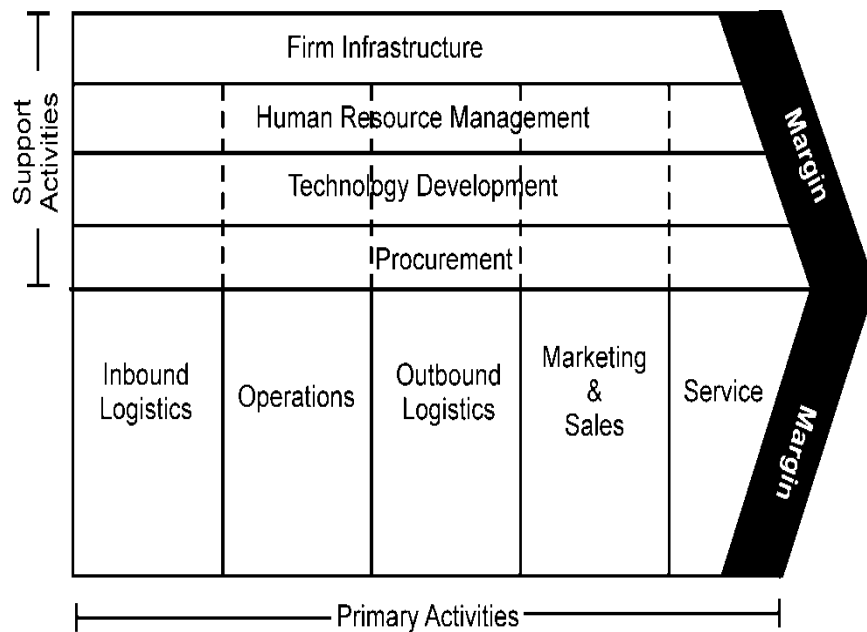 Support
Activities
Firm Infrastructure
Human Resource Management
Technology Development
Procurement
Margin
Inbound
Logistics
Operations
Outbound
Logistics
Marketing
&
Sales
Service
Margin
Primary Activities